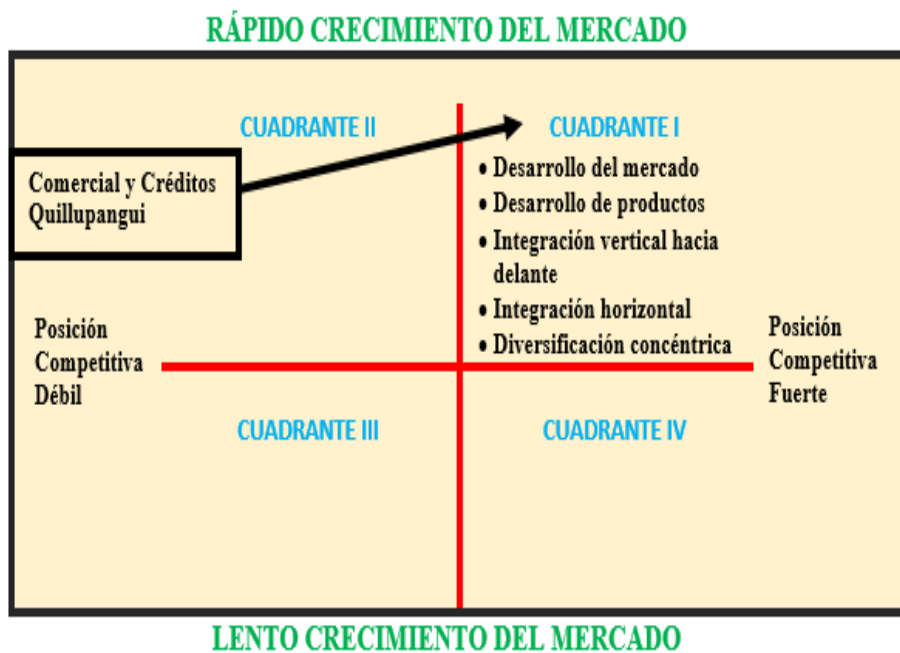 RÁPIDO CRECIMIENTO DEL MERCADO
CUADRANTE II
CUADRANTE I
Comercial y Créditos
Quillupangui
• Desarrollo del mercado
• Desarrollo de productos
• Integración vertical hacia
delante
• Integración horizontal
• Diversificación concéntrica
Posición
Competitiva
Débil
Posición
Competitiva
Fuerte
CUADRANTE III
CUADRANTE IV
LENTO CRECIMIENTO DEL MERCADO